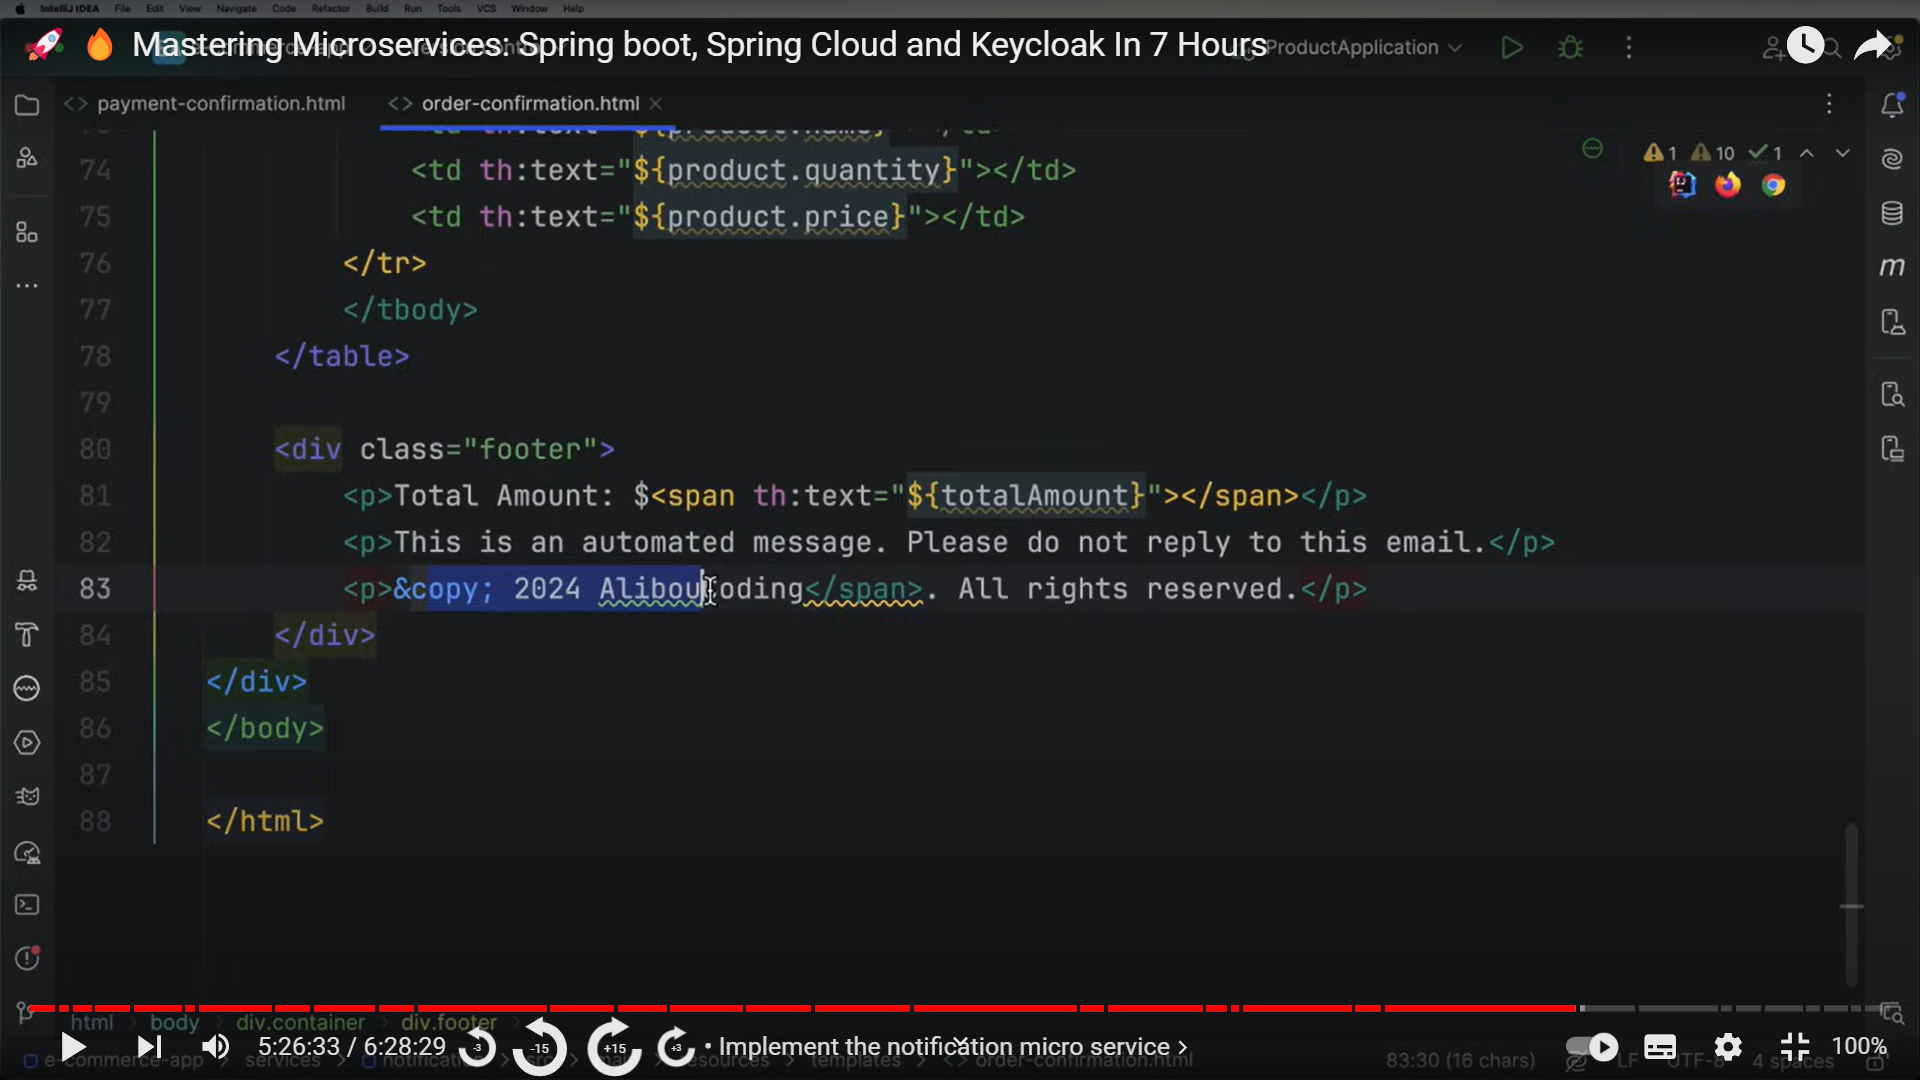 IntelliJ IDEA File Edit View Navigate Code Refactor Build Run Tools VCS Window Help
🚀 🔥 Mastering Microservices: Spring boot, Spring Cloud and Keycloak In 7 Hours
ProductApplication
<> payment-confirmation.html <> order-confirmation.html
74 <td th:text="${product.quantity}"></td>
75 <td th:text="${product.price}"></td>
76 </tr>
77 </tbody>
78 </table>
79
80 <div class="footer">
81 <p>Total Amount: $<span th:text="${totalAmount}"></span></p>
82 <p>This is an automated message. Please do not reply to this email.</p>
83 <p>&copy; 2024 AlibouCoding</span>. All rights reserved.</p>
84 </div>
85 </div>
86 </body>
87
88 </html>
1 10 1
m
html body div.container div.footer
5:26:33 / 6:28:29 -3 -15 +15 +3 • Implement the notification micro service > 100%
e-commerce-app services templates <> order-confirmation.html 83:30 (16 chars) LF UTF-8 4 spaces